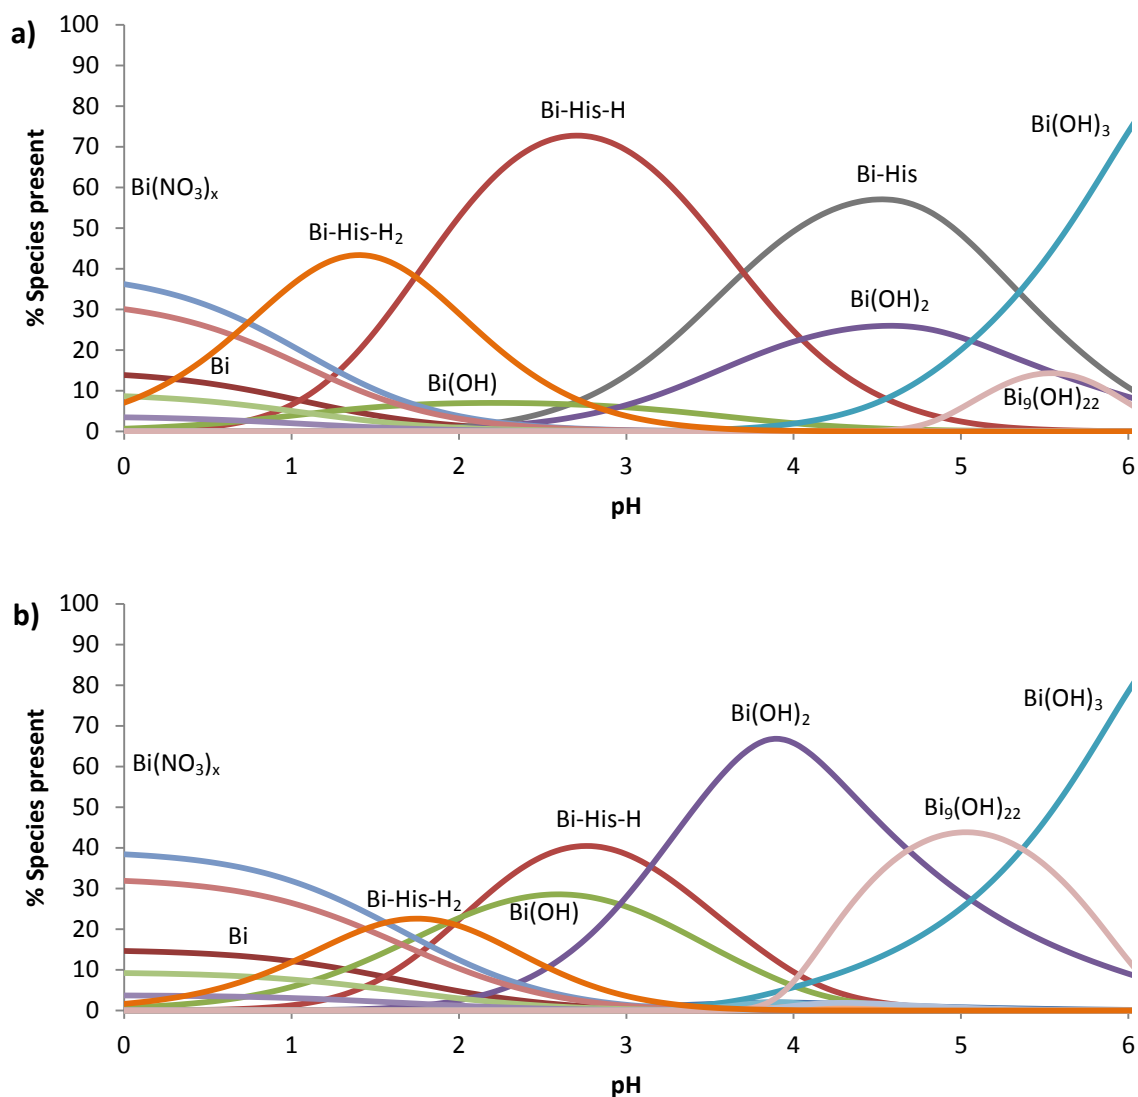 a)
% Species present
100
90
80
70
60
50
40
30
20
10
0
Bi(NO₃)ₓ
Bi-His-H₂
Bi-His-H
Bi-His
Bi(OH)₃
Bi
Bi(OH)
Bi(OH)₂
Bi₉(OH)₂₂
0 1 2 3 4 5 6
pH
b)
% Species present
100
90
80
70
60
50
40
30
20
10
0
Bi(NO₃)ₓ
Bi
Bi-His-H₂
Bi-His-H
Bi(OH)
Bi(OH)₂
Bi₉(OH)₂₂
Bi(OH)₃
0 1 2 3 4 5 6
pH